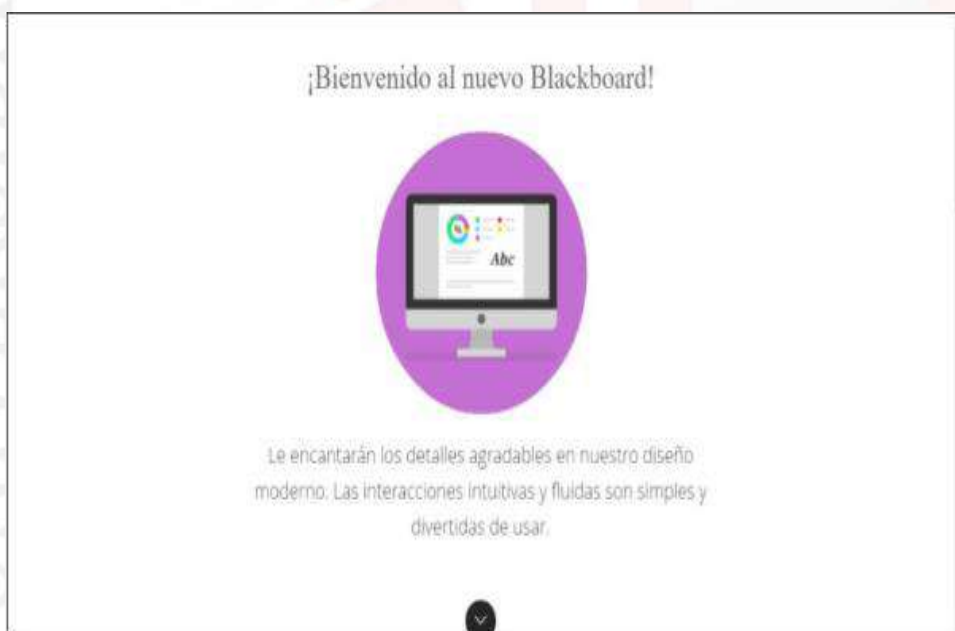 ¡Bienvenido al nuevo Blackboard!
Abc
Le encantarán los detalles agradables en nuestro diseño
moderno. Las interacciones intuitivas y fluidas son simples y
divertidas de usar.